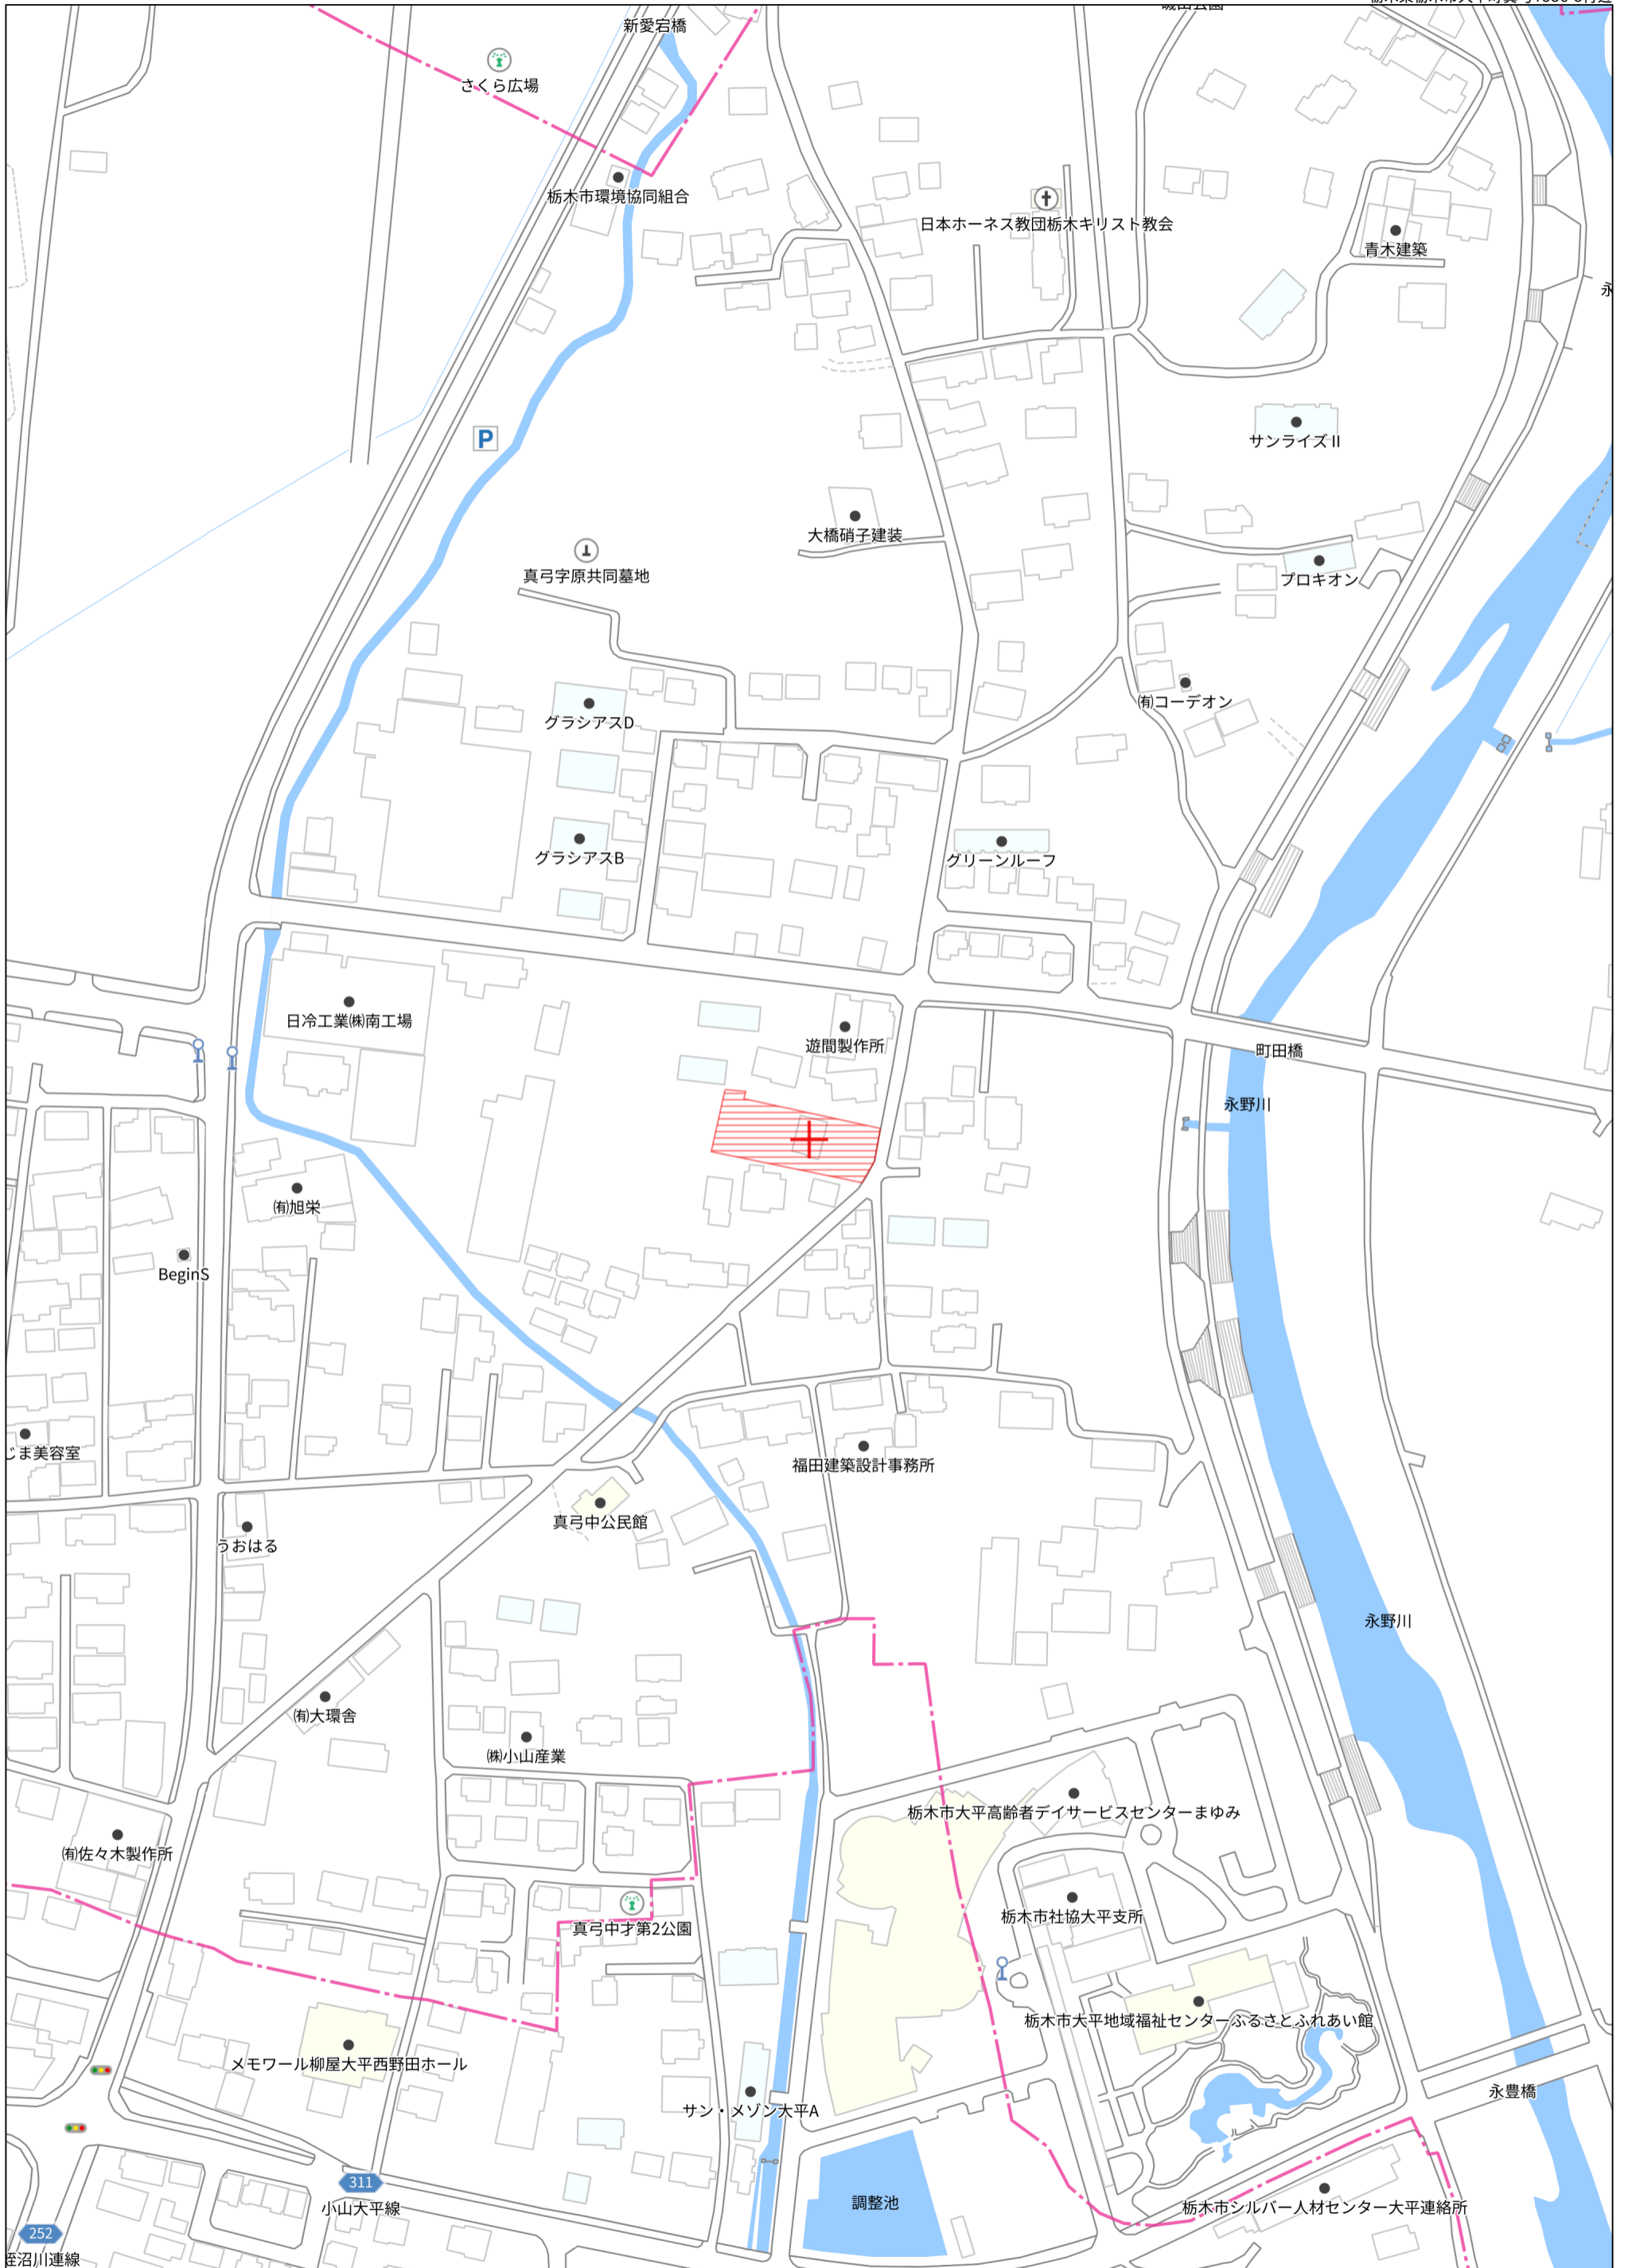 新愛宕橋
さくら広場
栃木市環境協同組合
日本ホーネス教団栃木キリスト教会
青木建築
永
P
サンライズⅡ
大橋硝子建装
真弓字原共同墓地
プロキオン
㈲コーデオン
グラシアスD
グラシアスB
グリーンルーフ
日冷工業㈱南工場
遊間製作所
町田橋
永野川
㈲旭栄
BeginS
じま美容室
福田建築設計事務所
真弓中公民館
うおはる
永野川
㈲大環舎
㈱小山産業
栃木市大平高齢者デイサービスセンターまゆみ
㈲佐々木製作所
栃木市社協大平支所
真弓中才第2公園
栃木市大平地域福祉センターふるさとふれあい館
メモワール柳屋大平西野田ホール
永豊橋
サン・メゾン大平A
311
小山大平線
調整池
栃木市シルバー人材センター大平連絡所
252
沼川連線